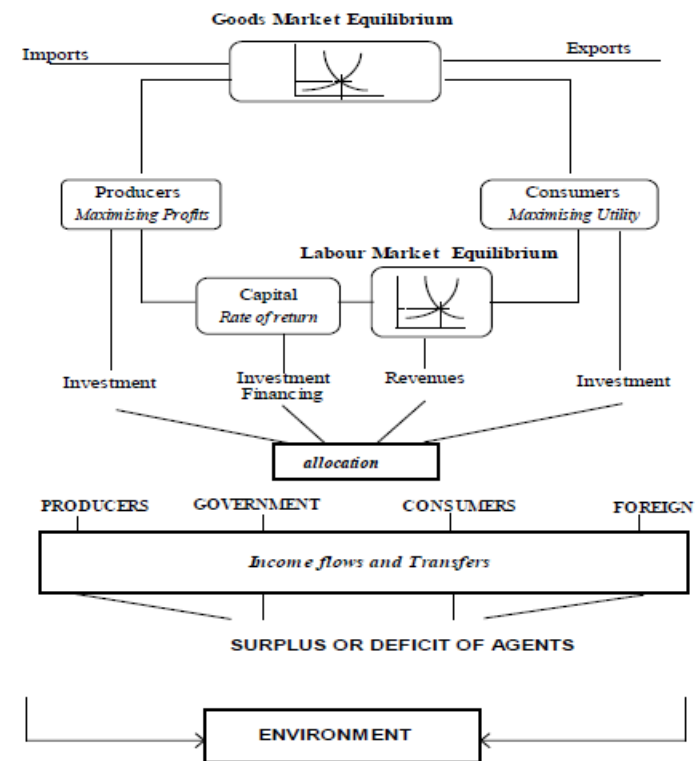 Goods Market Equilibrium
Imports
Exports
Producers
Maximising Profits
Consumers
Maximising Utility
Labour Market Equilibrium
Capital
Rate of return
Investment
Investment
Financing
Revenues
Investment
allocation
PRODUCERS
GOVERNMENT
CONSUMERS
FOREIGN
Income flows and Transfers
SURPLUS OR DEFICIT OF AGENTS
ENVIRONMENT